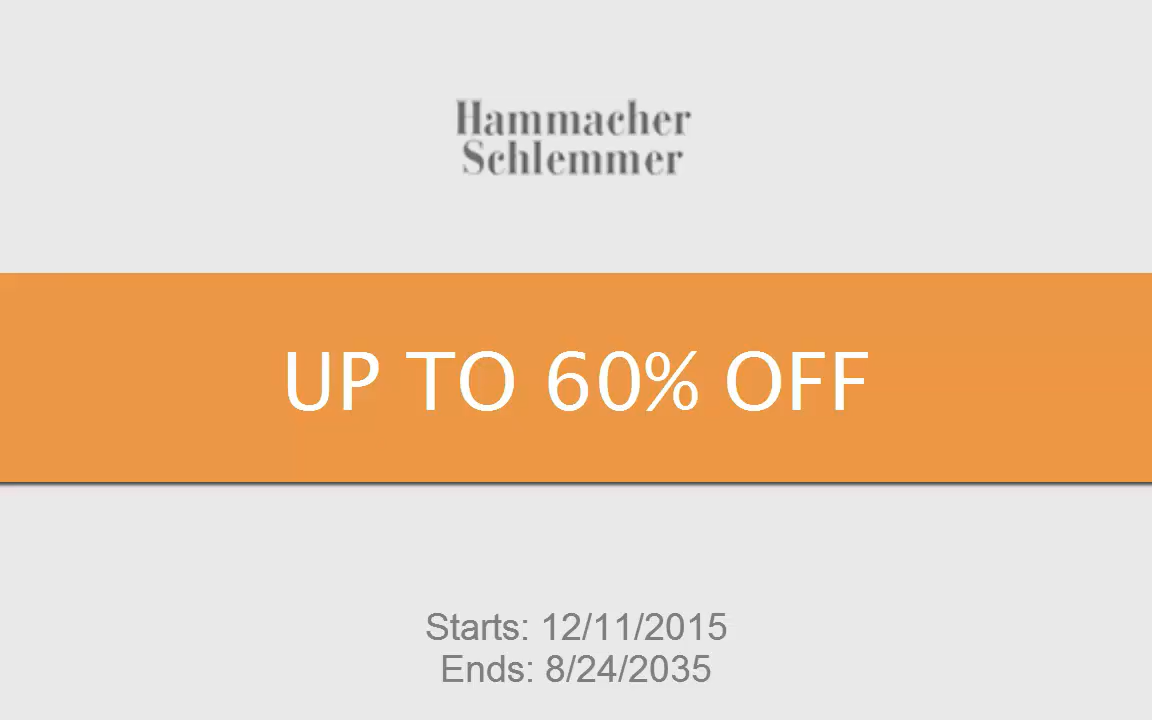 Hammacher
Schlemmer
UP TO 60% OFF
Starts: 12/11/2015
Ends: 8/24/2035